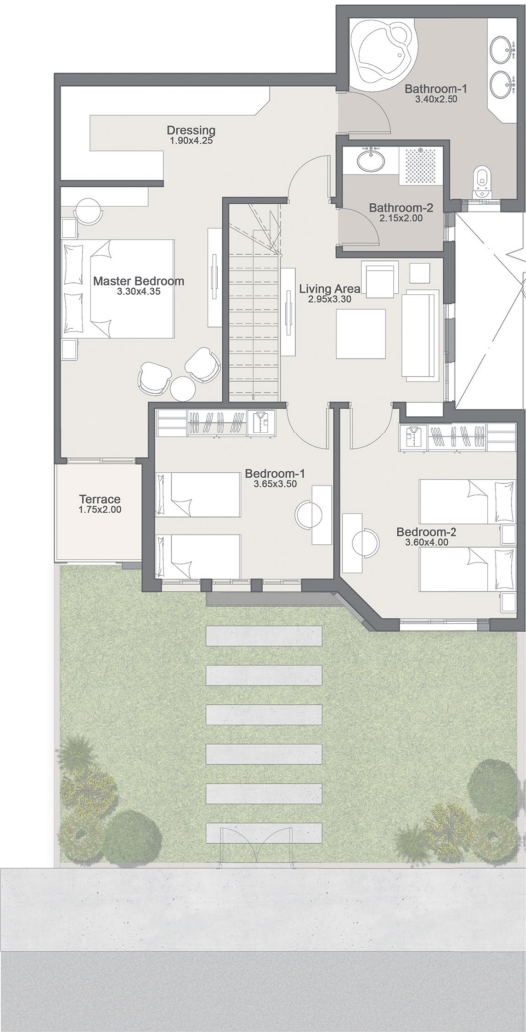 Bathroom-1
3.40x2.50
Dressing
1.90x4.25
Bathroom-2
2.15x2.00
Master Bedroom
3.30x4.35
Living Area
2.95x3.30
Bedroom-1
3.65x3.50
Terrace
1.75x2.00
Bedroom-2
3.60x4.00